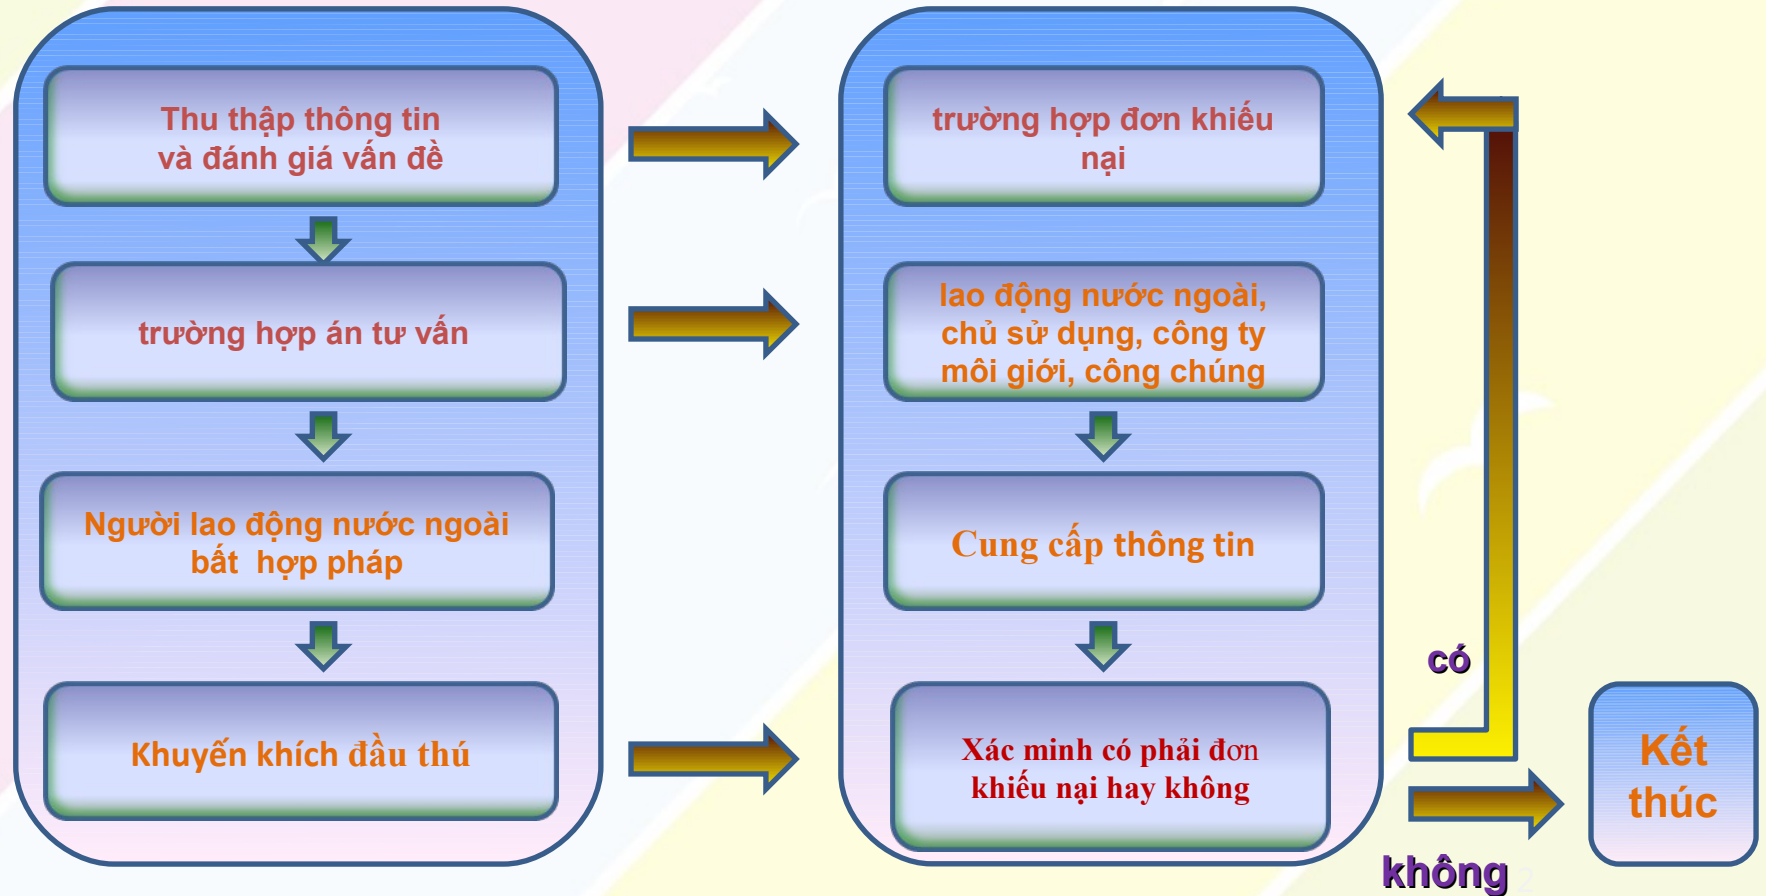 Thu thập thông tin
và đánh giá vấn đề
trường hợp án tư vấn
Người lao động nước ngoài
bất hợp pháp
Khuyến khích đầu thú
trường hợp đơn khiếu
nại
lao động nước ngoài,
chủ sử dụng, công ty
môi giới, công chúng
Cung cấp thông tin
Xác minh có phải đơn
khiếu nại hay không
có
không
Kết
thúc
2